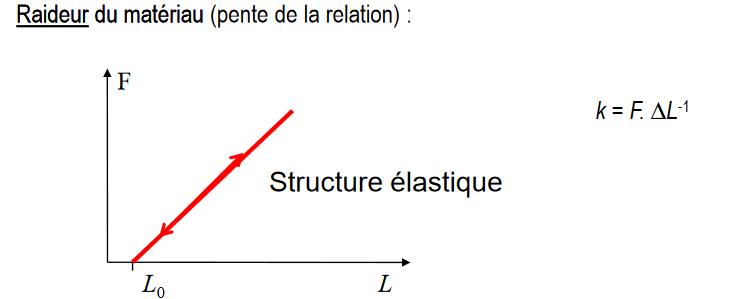 Raideur du matériau (pente de la relation) :
F
k = F. ΔL⁻¹
Structure élastique
L₀
L